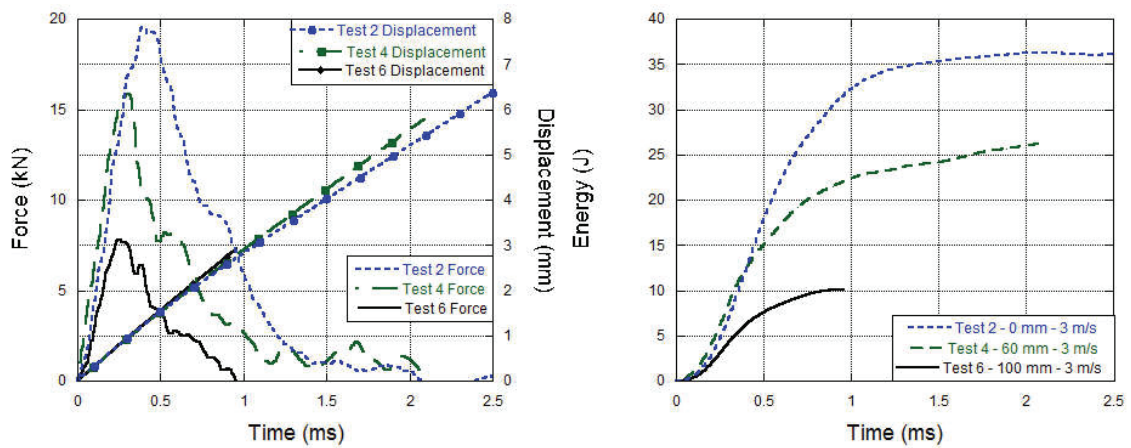 20
15
10
5
0
Force (kN)
Test 2 Displacement
Test 4 Displacement
Test 6 Displacement
Test 2 Force
Test 4 Force
Test 6 Force
8
7
6
5
4
3
2
1
0
Displacement (mm)
0 0.5 1 1.5 2 2.5
Time (ms)
40
35
30
25
20
15
10
5
0
Energy (J)
Test 2 - 0 mm - 3 m/s
Test 4 - 60 mm - 3 m/s
Test 6 - 100 mm - 3 m/s
0 0.5 1 1.5 2 2.5
Time (ms)